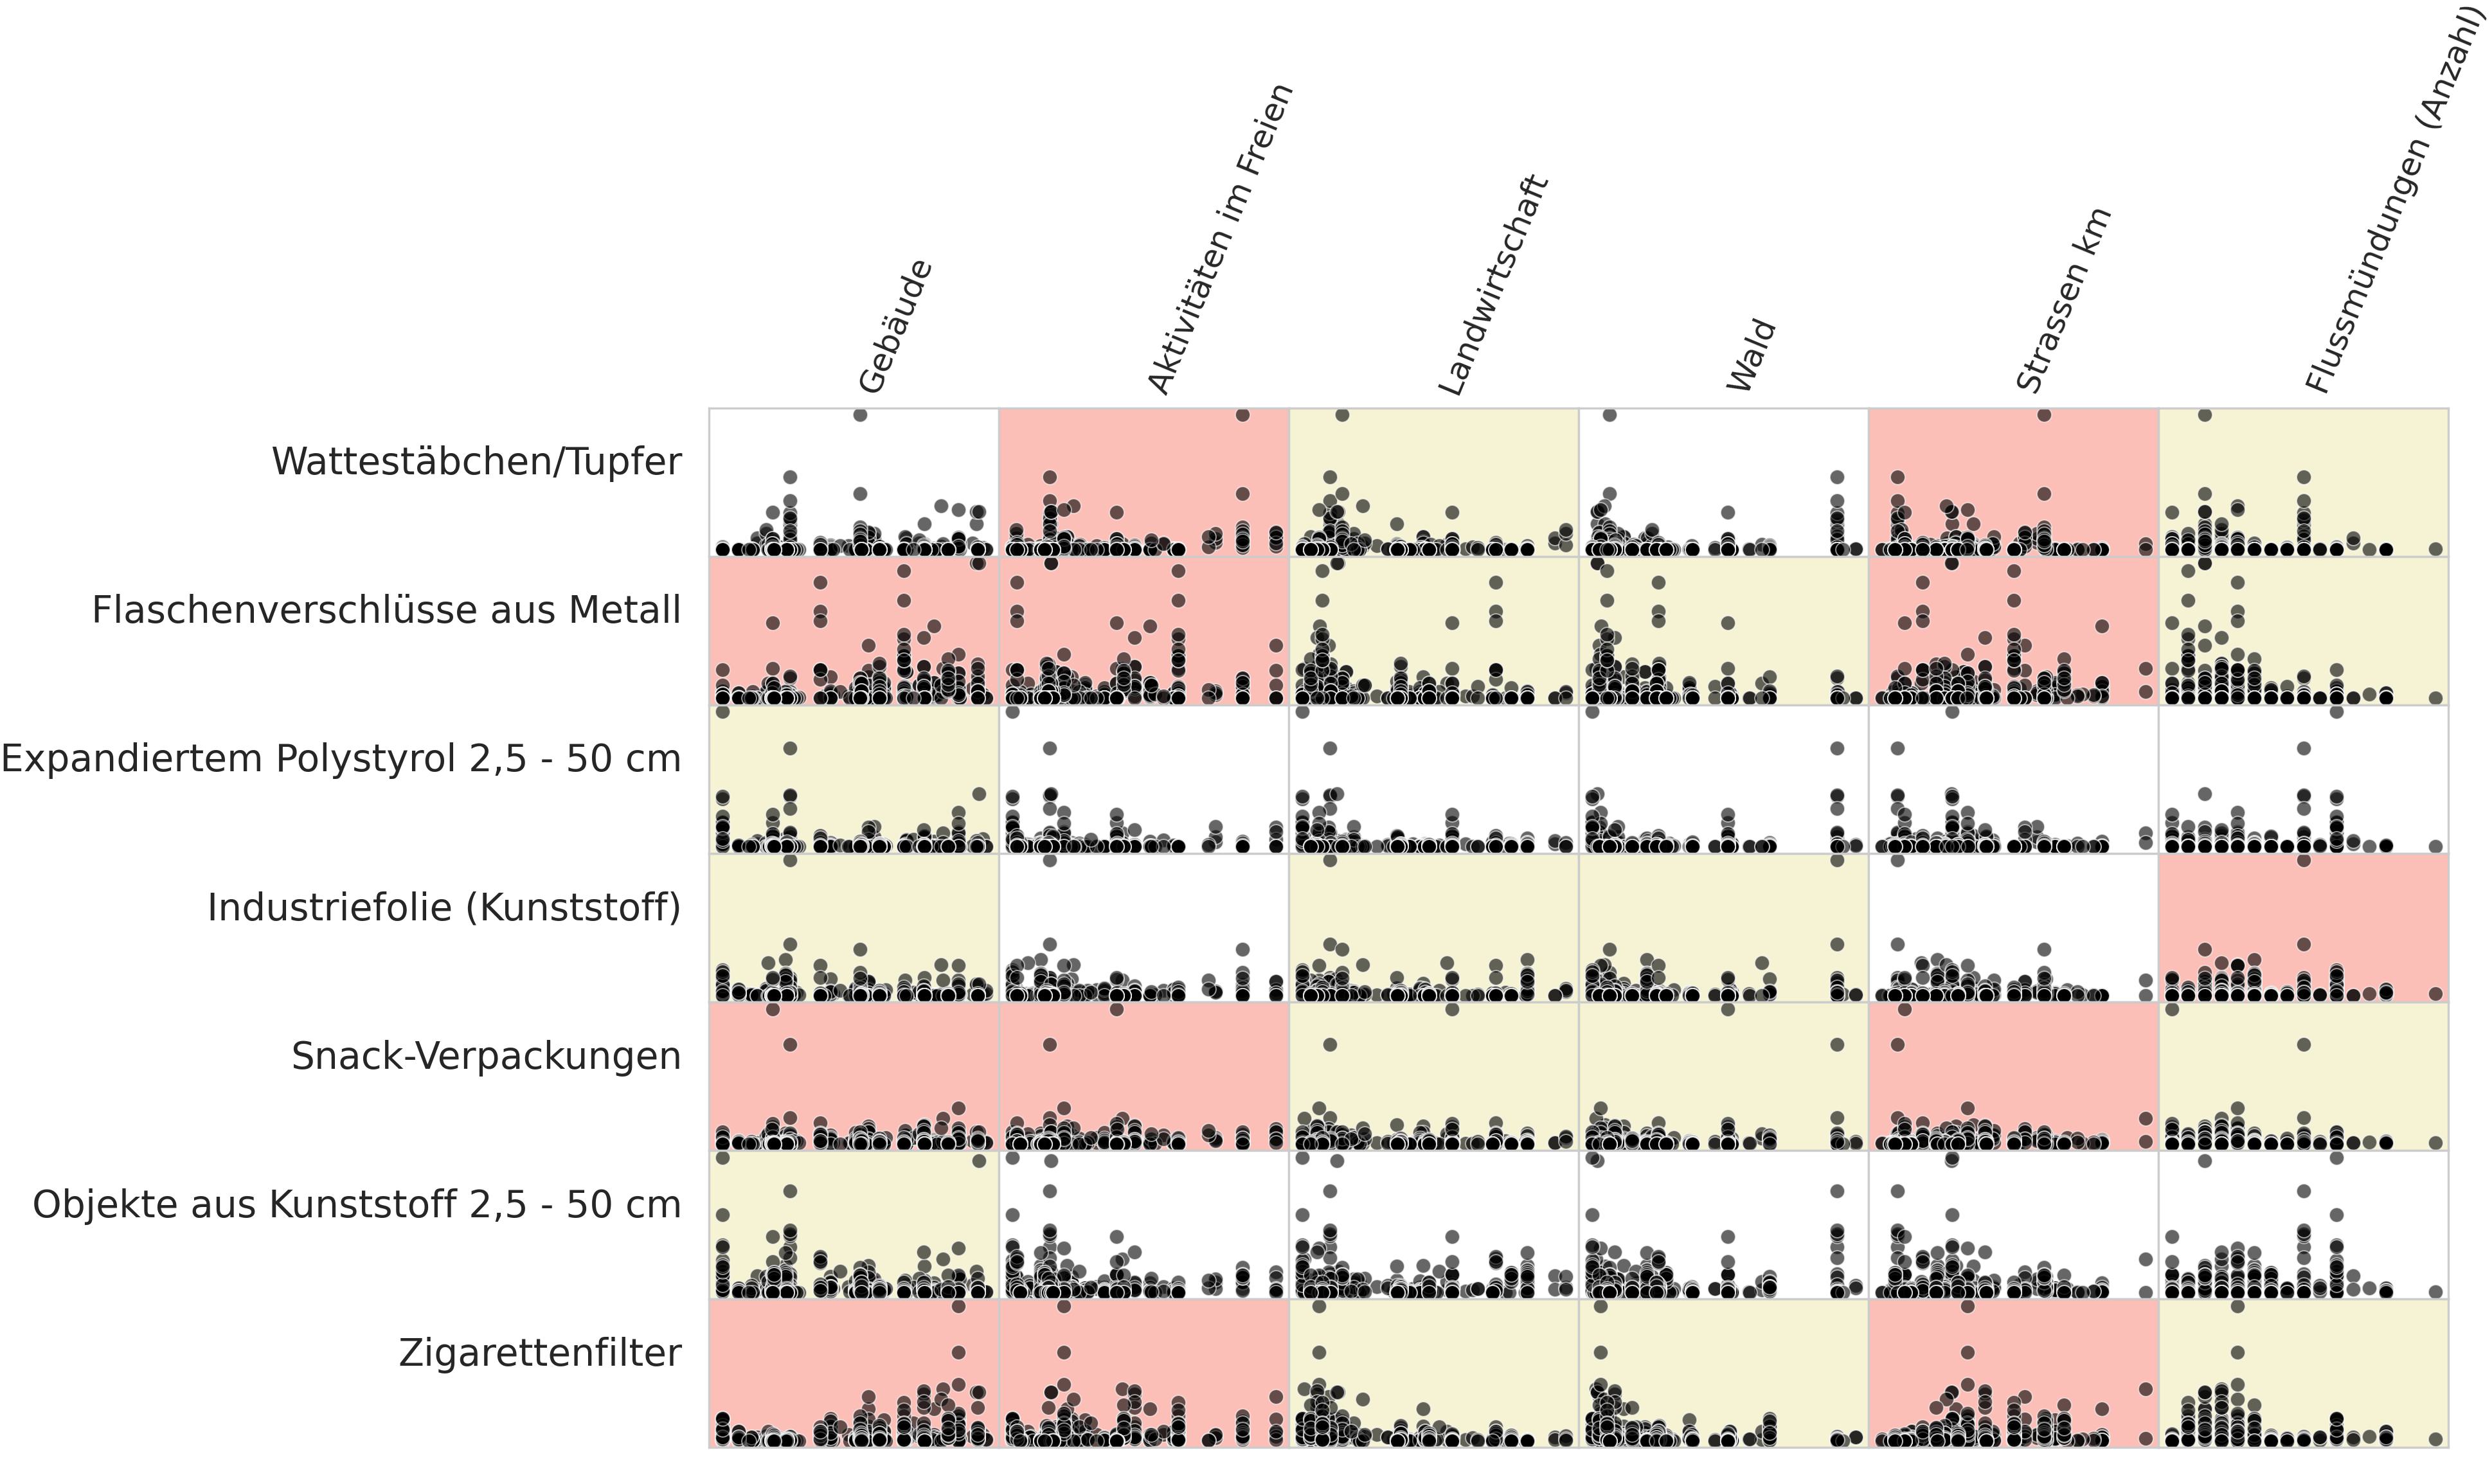 Gebäude
Aktivitäten im Freien
Landwirtschaft
Wald
Strassen km
Flussmündungen (Anzahl)
Wattestäbchen/Tupfer
Flaschenverschlüsse aus Metall
Expandiertem Polystyrol 2,5 - 50 cm
Industriefolie (Kunststoff)
Snack-Verpackungen
Objekte aus Kunststoff 2,5 - 50 cm
Zigarettenfilter